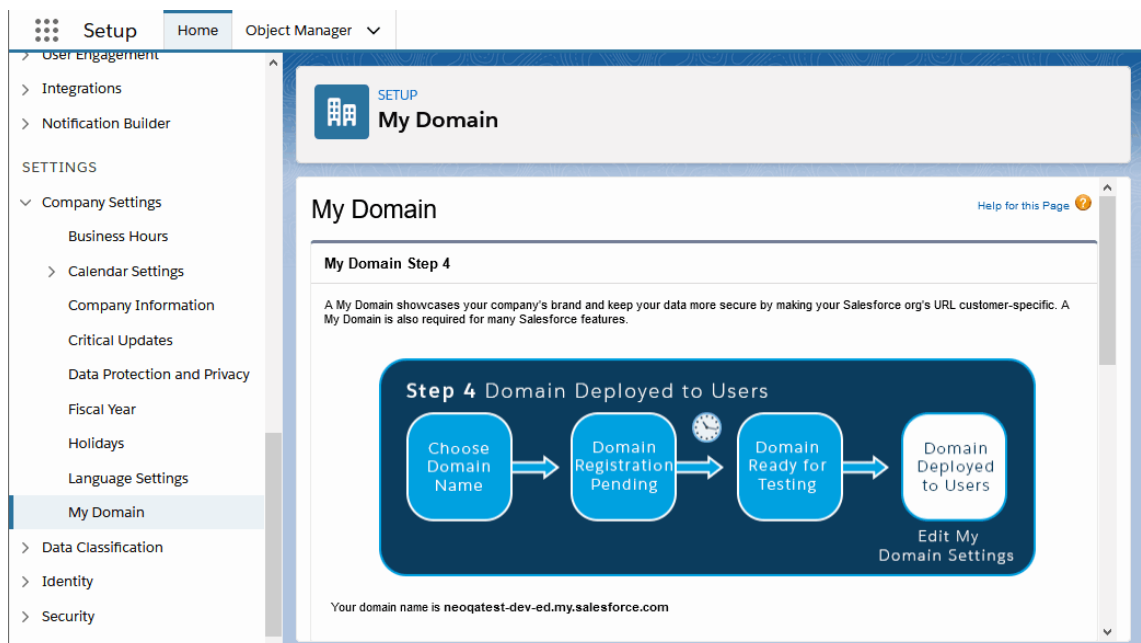 Setup
Home
Object Manager
User Engagement
Integrations
Notification Builder
SETTINGS
Company Settings
Business Hours
Calendar Settings
Company Information
Critical Updates
Data Protection and Privacy
Fiscal Year
Holidays
Language Settings
My Domain
Data Classification
Identity
Security
SETUP
My Domain
My Domain
Help for this Page ?
My Domain Step 4
A My Domain showcases your company's brand and keep your data more secure by making your Salesforce org's URL customer-specific. A
My Domain is also required for many Salesforce features.
Step 4 Domain Deployed to Users
Choose
Domain
Name
Domain
Registration
Pending
Domain
Ready for
Testing
Domain
Deployed
to Users
Edit My
Domain Settings
Your domain name is neoqatest-dev-ed.my.salesforce.com